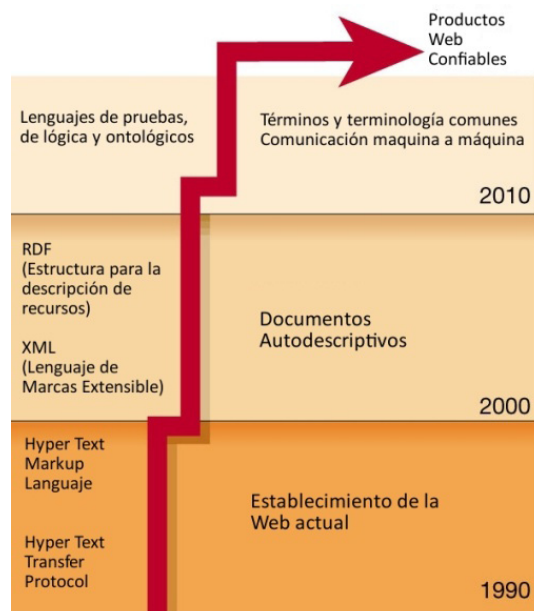 Productos
Web
Confiables
Lenguajes de pruebas,
de lógica y ontológicos
Términos y terminología comunes
Comunicación maquina a máquina
2010
RDF
(Estructura para la
descripción de
recursos)
XML
(Lenguaje de
Marcas Extensible)
Documentos
Autodescriptivos
2000
Hyper Text
Markup
Languaje
Hyper Text
Transfer
Protocol
Establecimiento de la
Web actual
1990